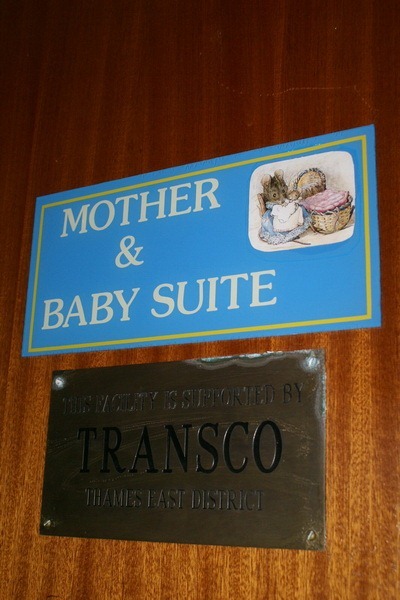 MOTHER
&
BABY SUITE
THIS FACILITY IS SUPPORTED BY
TRANSCO
THAMES EAST DISTRICT